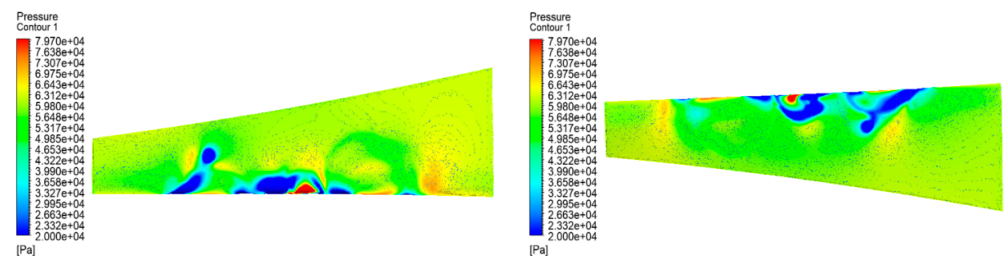 Pressure
Contour 1
7.970e+04
7.638e+04
7.307e+04
6.975e+04
6.643e+04
6.312e+04
5.980e+04
5.648e+04
5.317e+04
4.985e+04
4.653e+04
4.322e+04
3.990e+04
3.658e+04
3.327e+04
2.995e+04
2.663e+04
2.332e+04
2.000e+04
[Pa]
Pressure
Contour 1
7.970e+04
7.638e+04
7.307e+04
6.975e+04
6.643e+04
6.312e+04
5.980e+04
5.648e+04
5.317e+04
4.985e+04
4.653e+04
4.322e+04
3.990e+04
3.658e+04
3.327e+04
2.995e+04
2.663e+04
2.332e+04
2.000e+04
[Pa]